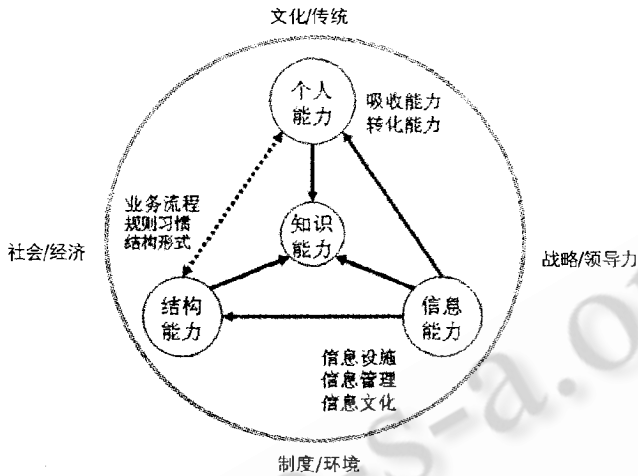 文化/传统
个人
能力
吸收能力
转化能力
业务流程
规则习惯
结构形式
知识
能力
社会/经济
战略/领导力
结构
能力
信息
能力
信息设施
信息管理
信息文化
制度/环境